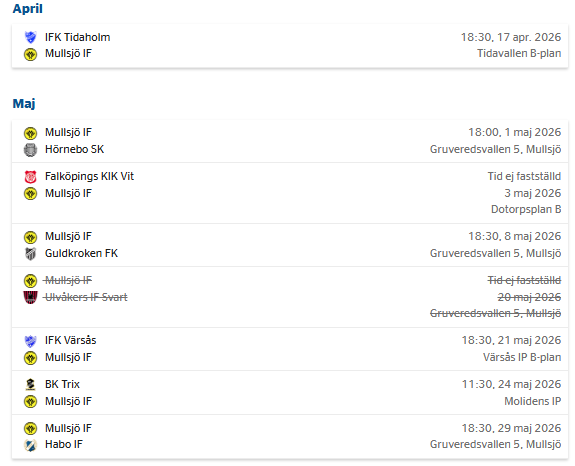 April
IFK Tidaholm 18:30, 17 apr. 2026
Mullsjö IF Tidavallen B-plan
Maj
Mullsjö IF 18:00, 1 maj 2026
Hörnebo SK Gruveredsvallen 5, Mullsjö
Falköpings KIK Vit Tid ej fastställd
Mullsjö IF 3 maj 2026
Dotorpsplan B
Mullsjö IF 18:30, 8 maj 2026
Guldkroken FK Gruveredsvallen 5, Mullsjö
Mullsjö IF Tid ej fastställd
Ulvåkers IF Svart 20 maj 2026
Gruveredsvallen 5, Mullsjö
IFK Värsås 18:30, 21 maj 2026
Mullsjö IF Värsås IP B-plan
BK Trix 11:30, 24 maj 2026
Mullsjö IF Molidens IP
Mullsjö IF 18:30, 29 maj 2026
Habo IF Gruveredsvallen 5, Mullsjö